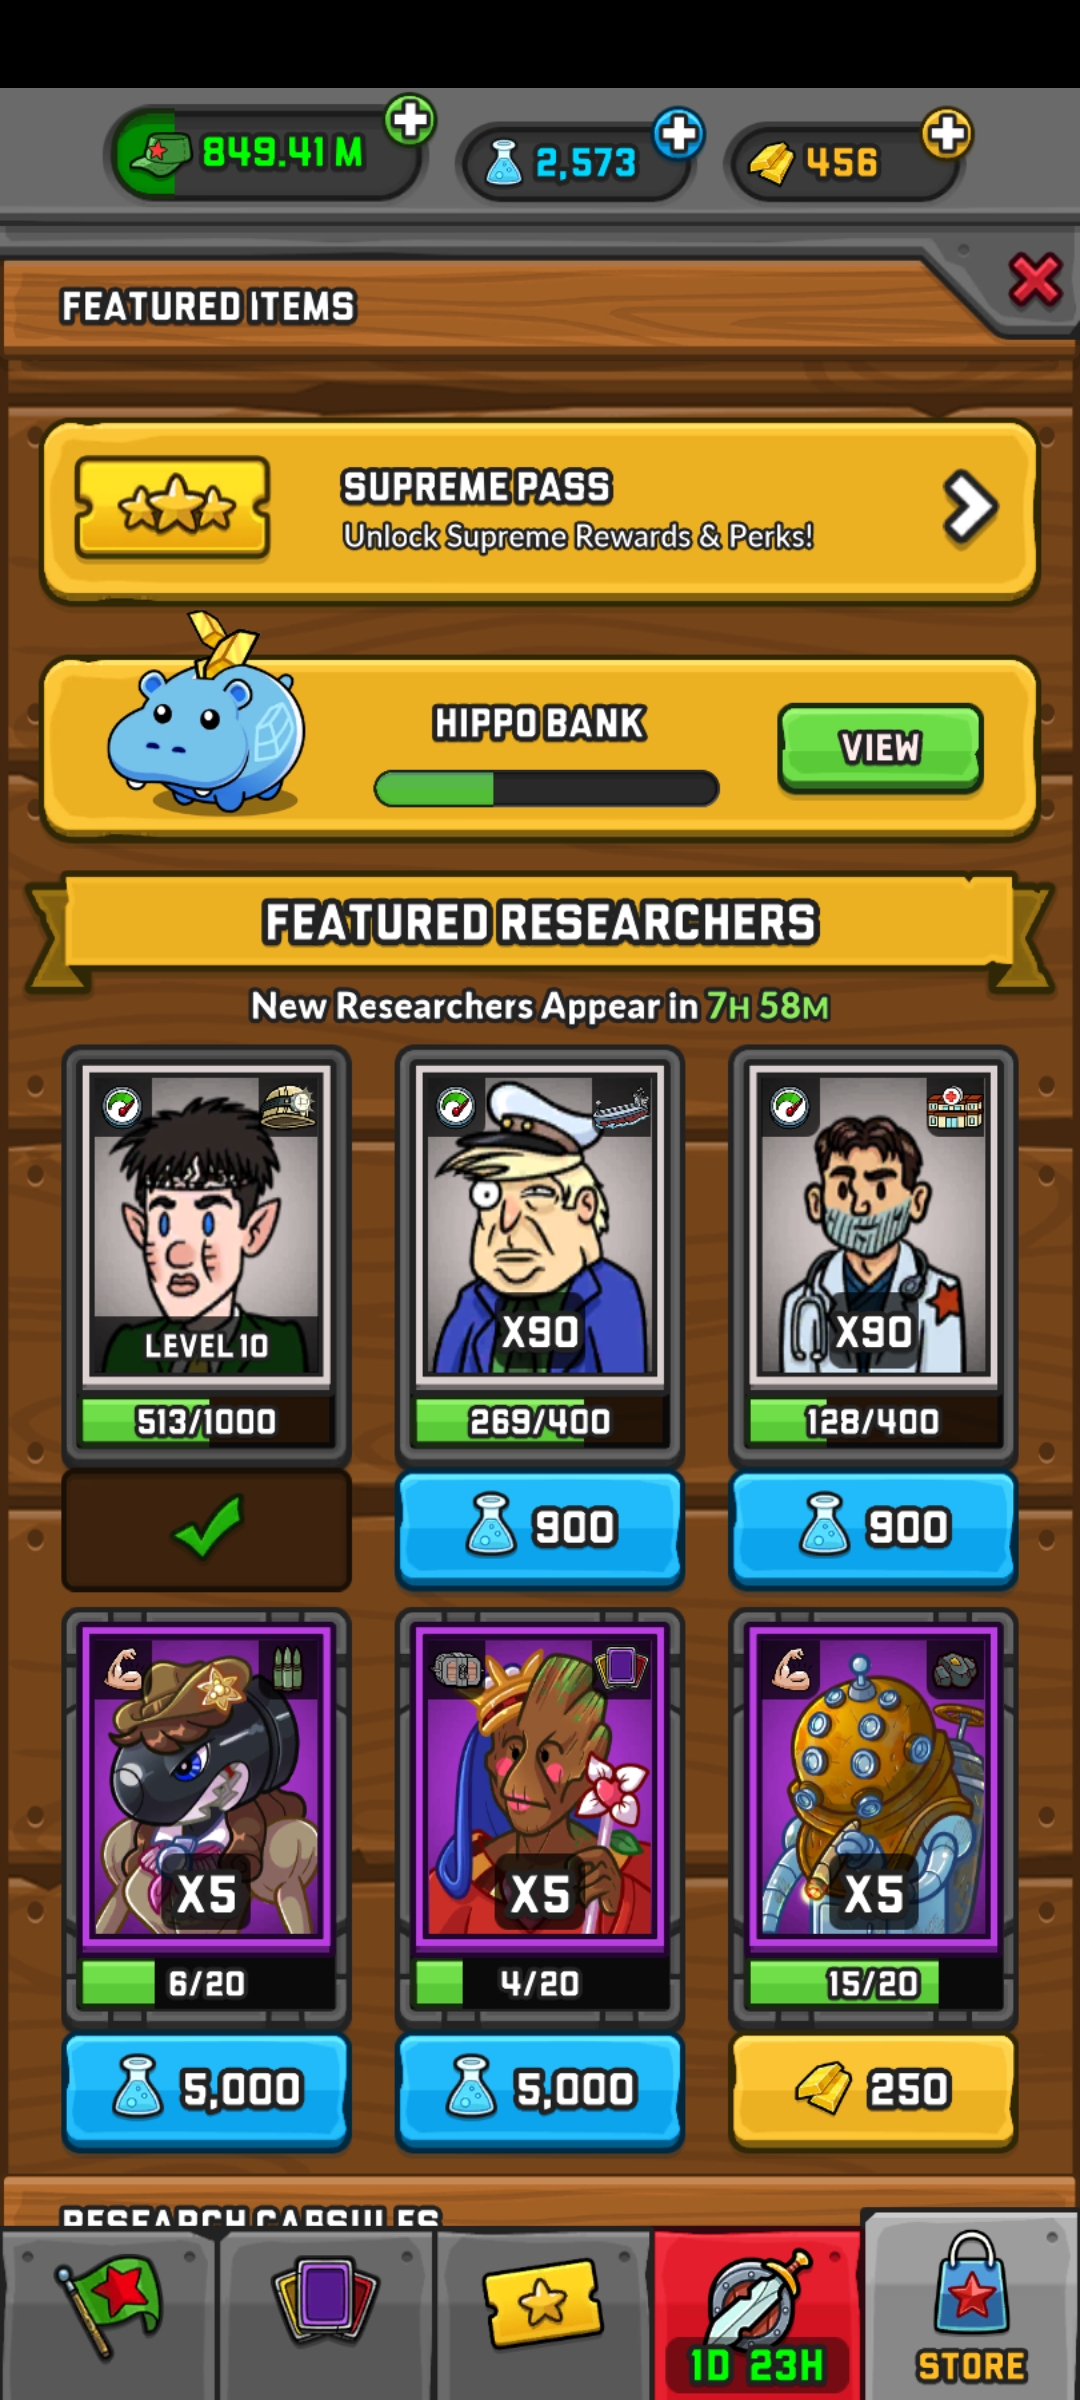 849.41 M
2,573
456
FEATURED ITEMS
SUPREME PASS
Unlock Supreme Rewards & Perks!
HIPPO BANK
VIEW
FEATURED RESEARCHERS
New Researchers Appear in 7H 58M
LEVEL 10
X90
X90
513/1000
269/400
128/400
900
900
X5
X5
X5
6/20
4/20
15/20
5,000
5,000
250
RESEARCH CAPSULES
1D 23H
STORE